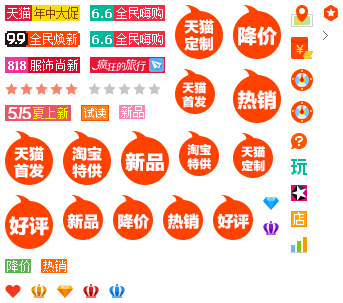 天猫 年中大促
6.6 全民嗨购
天猫定制
降价
9.9 全民焕新
6.6 全民嗨购
818 服饰尚新
疯狂的旅行
天猫首发
热销
515 夏上新
试读
新品
天猫首发
淘宝特供
新品
淘宝特供
天猫定制
玩
好评
新品
降价
热销
好评
店
降价
热销